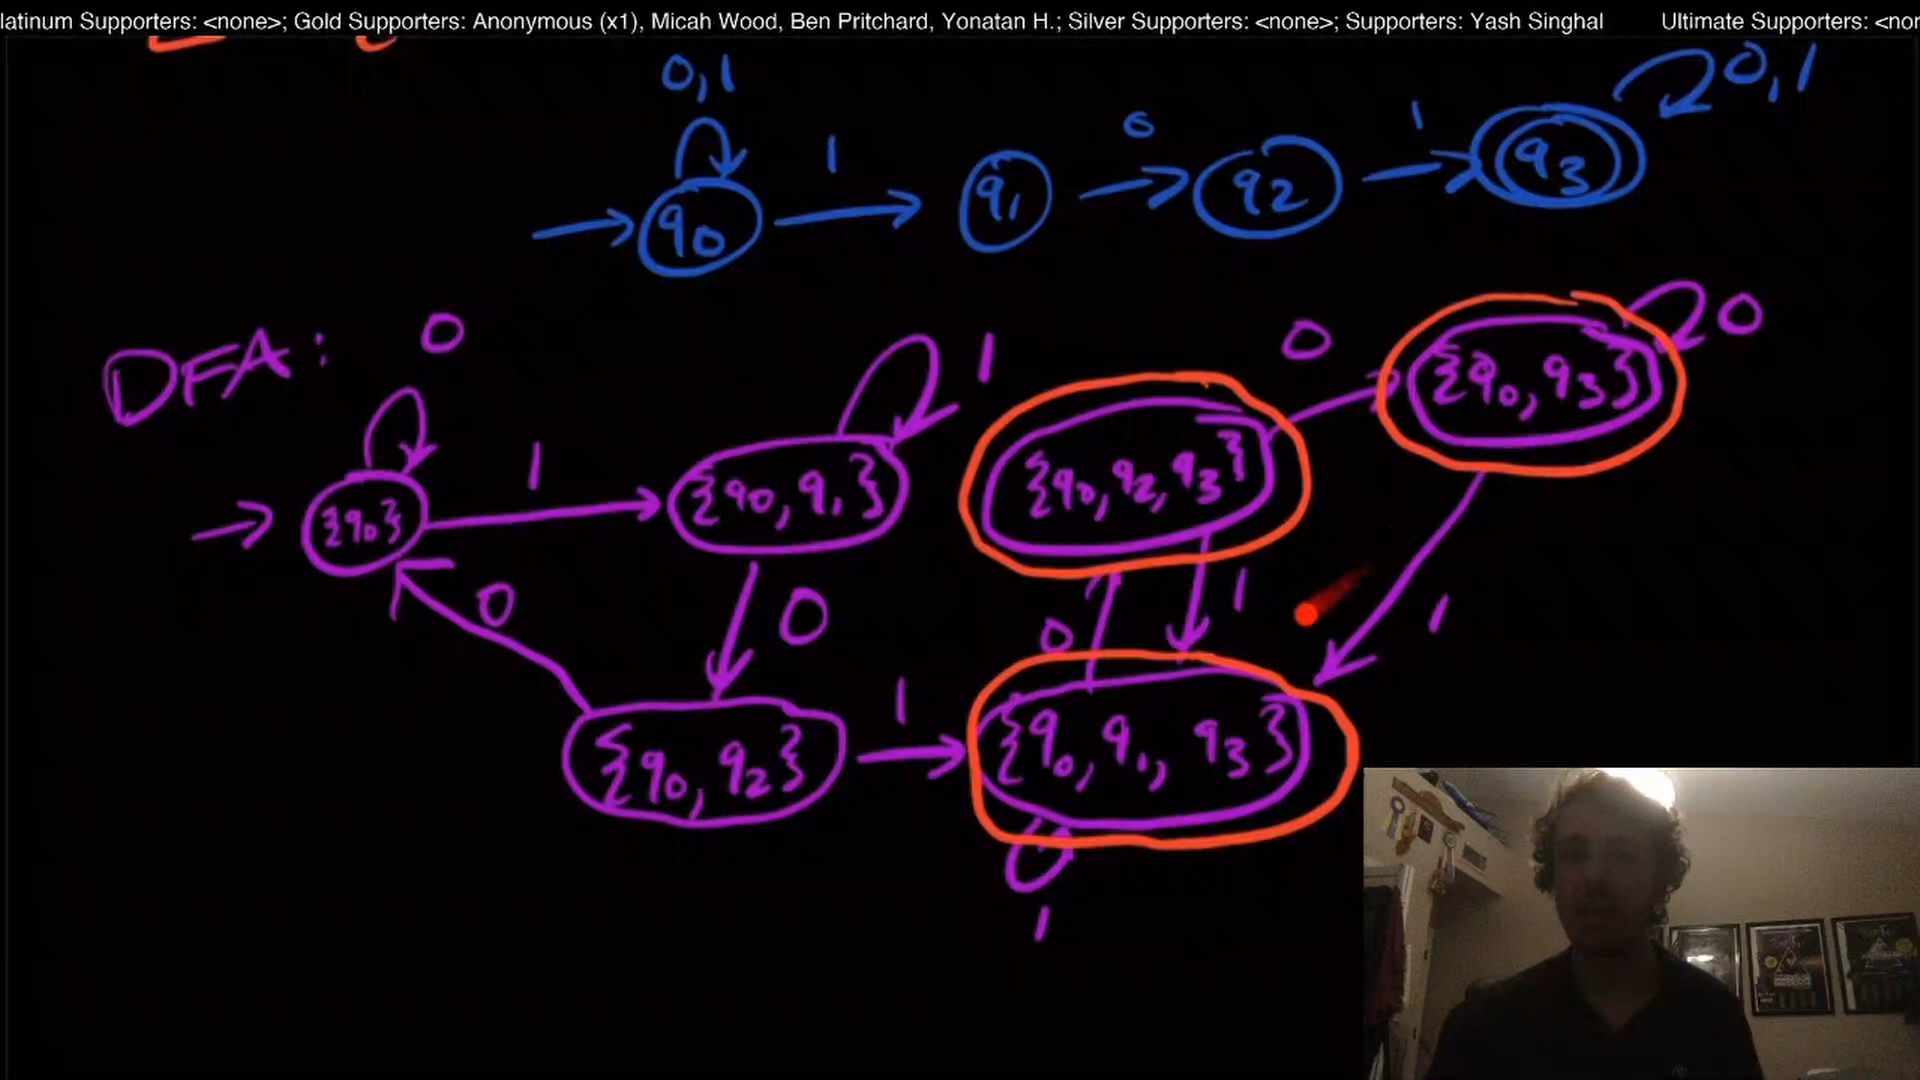 latinum Supporters: <none>; Gold Supporters: Anonymous (x1), Micah Wood, Ben Pritchard, Yonatan H.; Silver Supporters: <none>; Supporters: Yash Singhal Ultimate Supporters: <nor
0,1 1 0 1 0,1
q0 q1 q2 q3
DFA: 0 1 0 0
{q0} 1 {q0, q1} {q0, q2, q3} {q0, q3}
0 0 0 1 1
{q0, q2} 1 {q0, q1, q3}
1